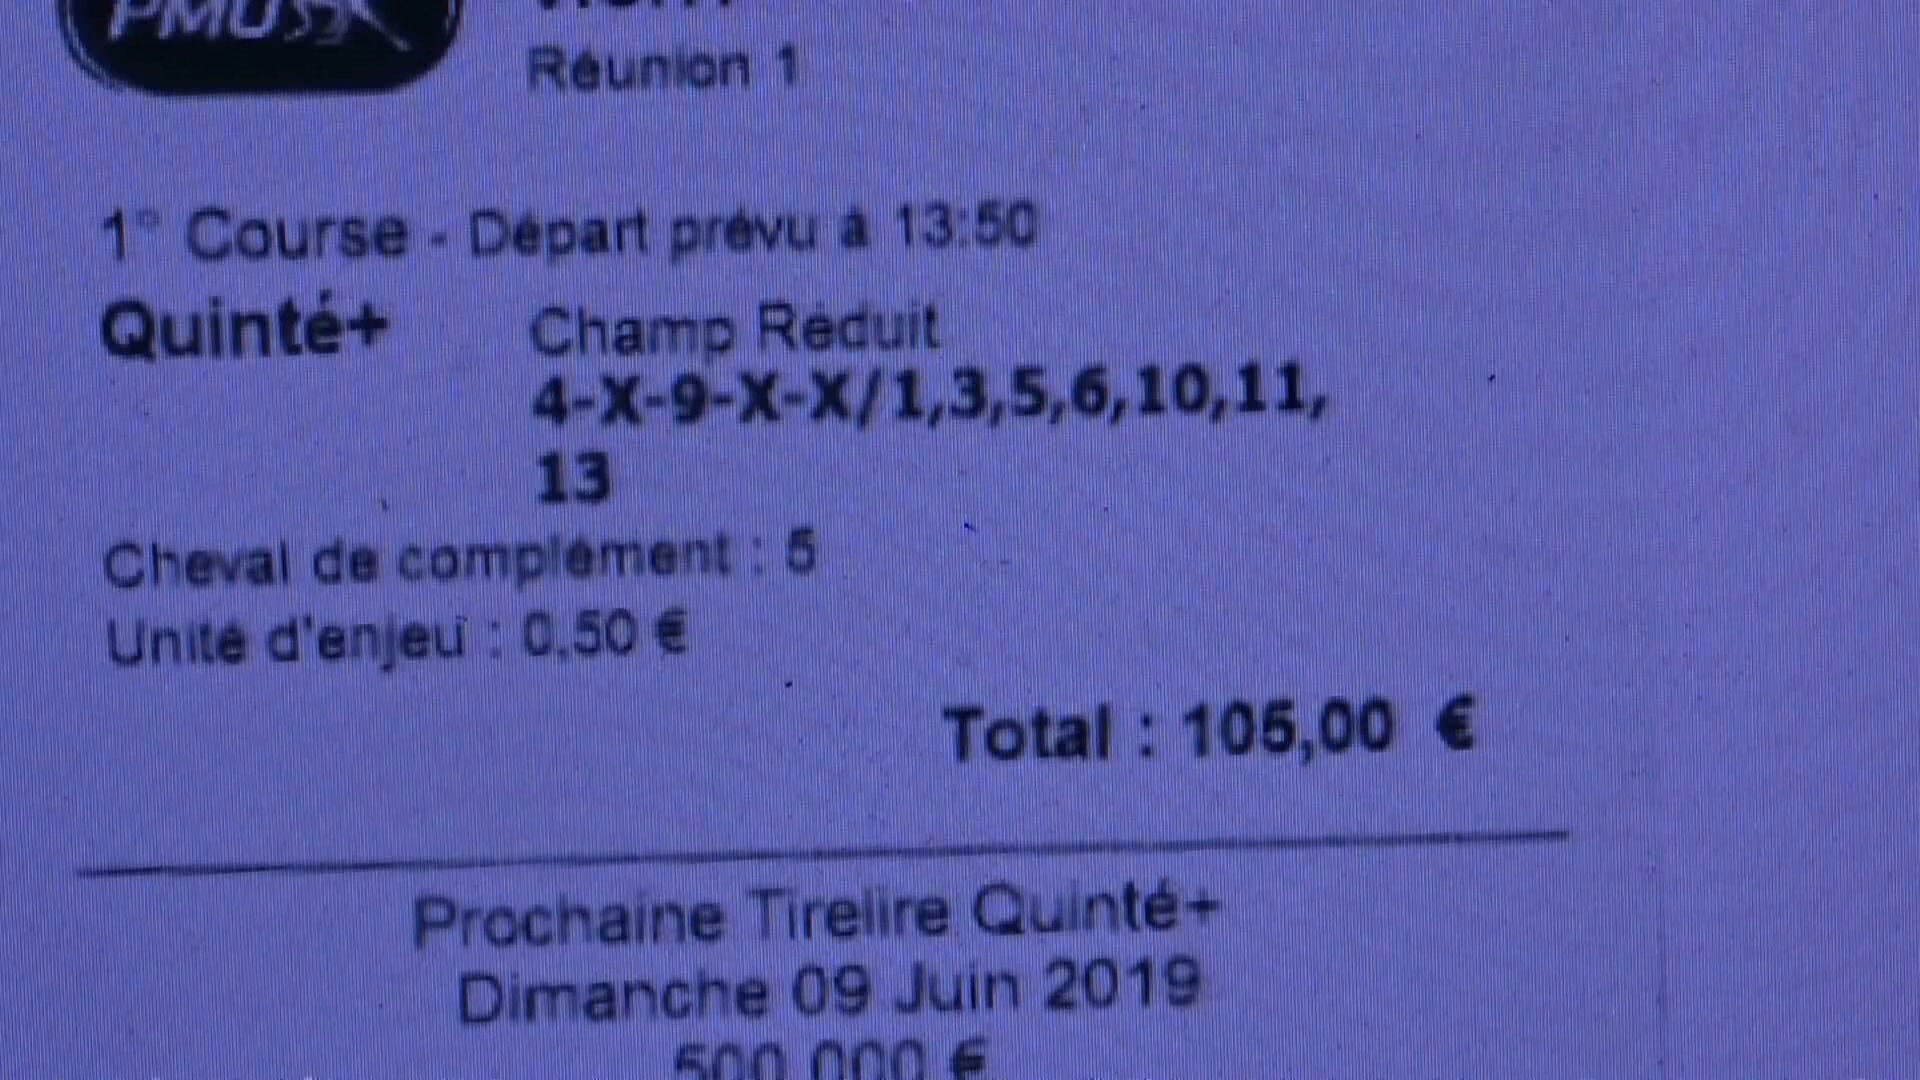 PMU
Réunion 1
1° Course - Départ prévu à 13:50
Quinté+ Champ Réduit
4-X-9-X-X/1,3,5,6,10,11,
13
Cheval de complément : 5
Unité d'enjeu : 0,50 €
Total : 105,00 €
Prochaine Tirelire Quinté+
Dimanche 09 Juin 2019
500 000 €